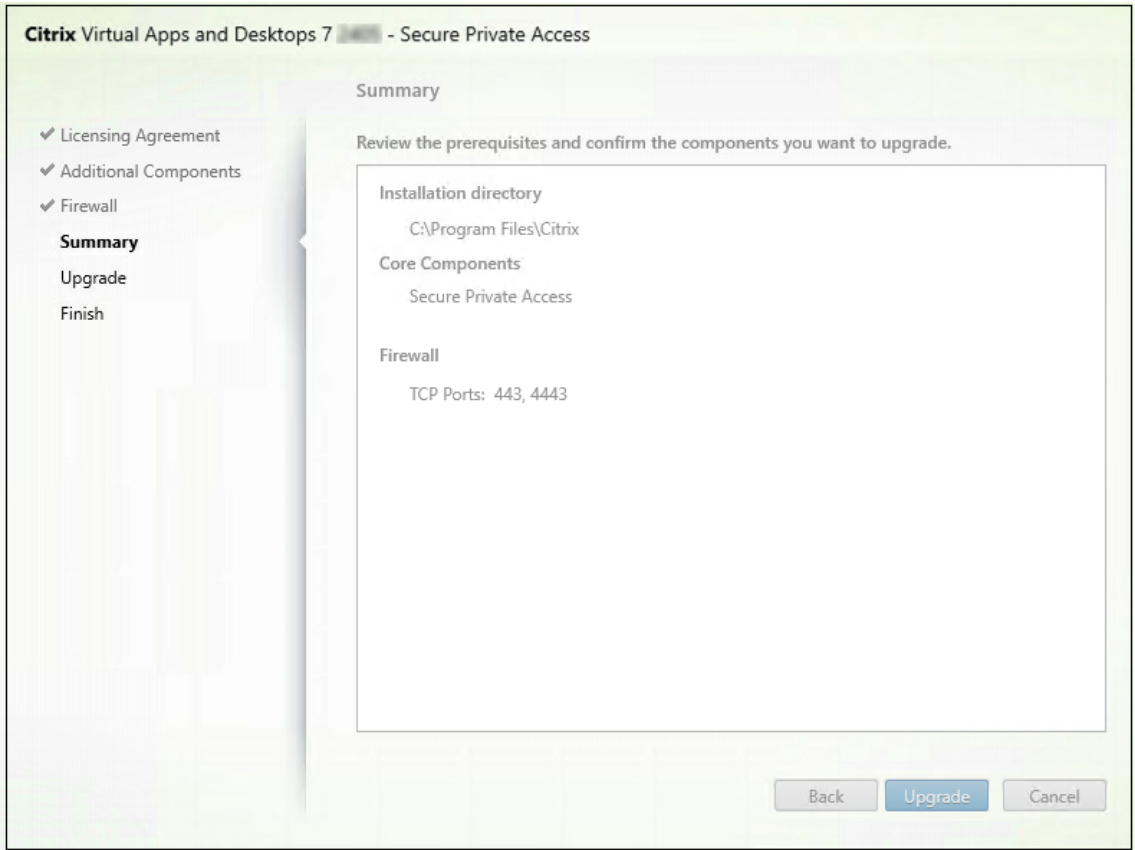 Citrix Virtual Apps and Desktops 7 - Secure Private Access
Summary
Licensing Agreement
Additional Components
Firewall
Summary
Upgrade
Finish
Review the prerequisites and confirm the components you want to upgrade.
Installation directory
C:\Program Files\Citrix
Core Components
Secure Private Access
Firewall
TCP Ports: 443, 4443
Back
Upgrade
Cancel